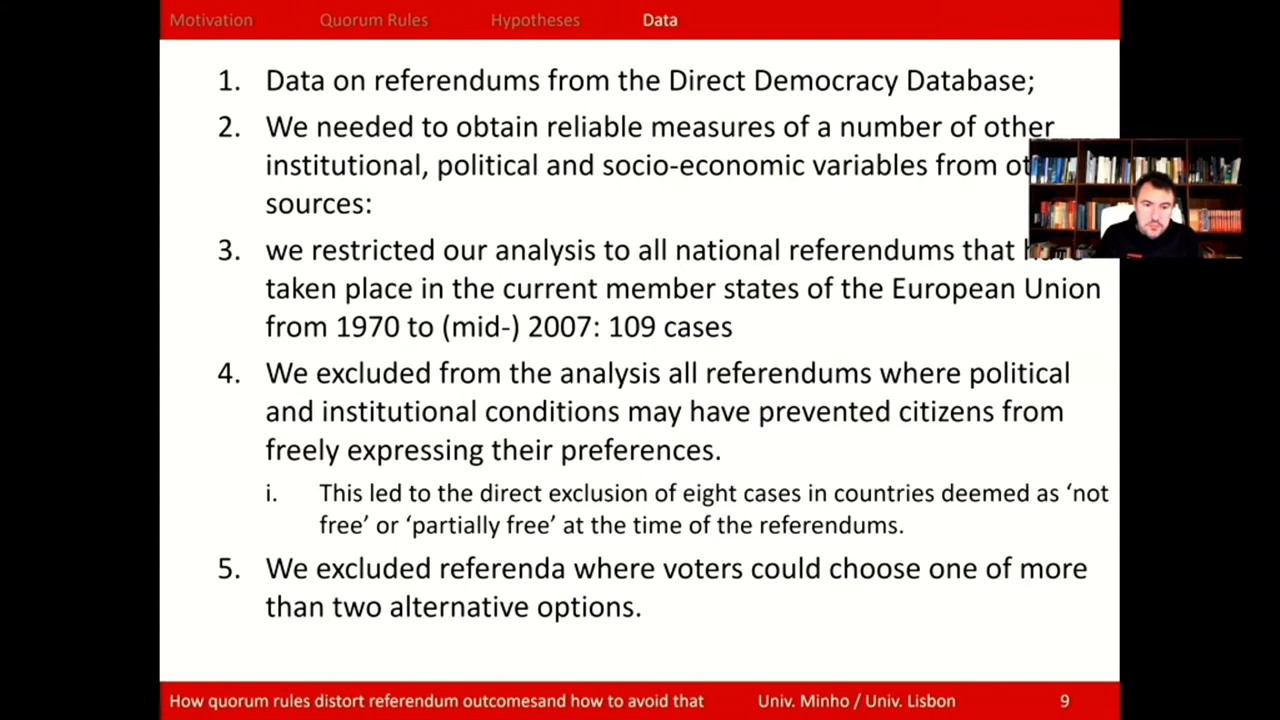 Motivation Quorum Rules Hypotheses Data
1. Data on referendums from the Direct Democracy Database;
2. We needed to obtain reliable measures of a number of other
institutional, political and socio-economic variables from
sources:
3. we restricted our analysis to all national referendums that
taken place in the current member states of the European Union
from 1970 to (mid-) 2007: 109 cases
4. We excluded from the analysis all referendums where political
and institutional conditions may have prevented citizens from
freely expressing their preferences.
i. This led to the direct exclusion of eight cases in countries deemed as ‘not
free’ or ‘partially free’ at the time of the referendums.
5. We excluded referenda where voters could choose one of more
than two alternative options.
How quorum rules distort referendum outcomesand how to avoid that Univ. Minho / Univ. Lisbon 9